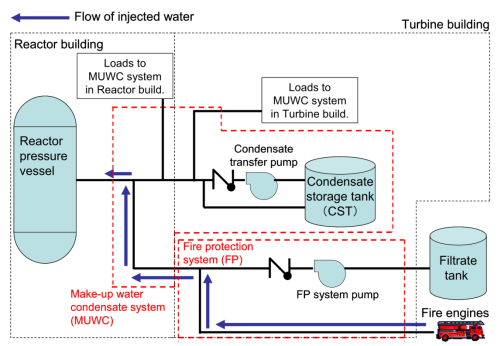 Flow of injected water
Turbine building
Reactor building
Loads to
MUWC system
in Reactor build.
Loads to
MUWC system
in Turbine build.
Reactor
pressure
vessel
Condensate
transfer pump
Condensate
storage tank
(CST)
Fire protection
system (FP)
Filtrate
tank
FP system pump
Make-up water
condensate system
(MUWC)
Fire engines